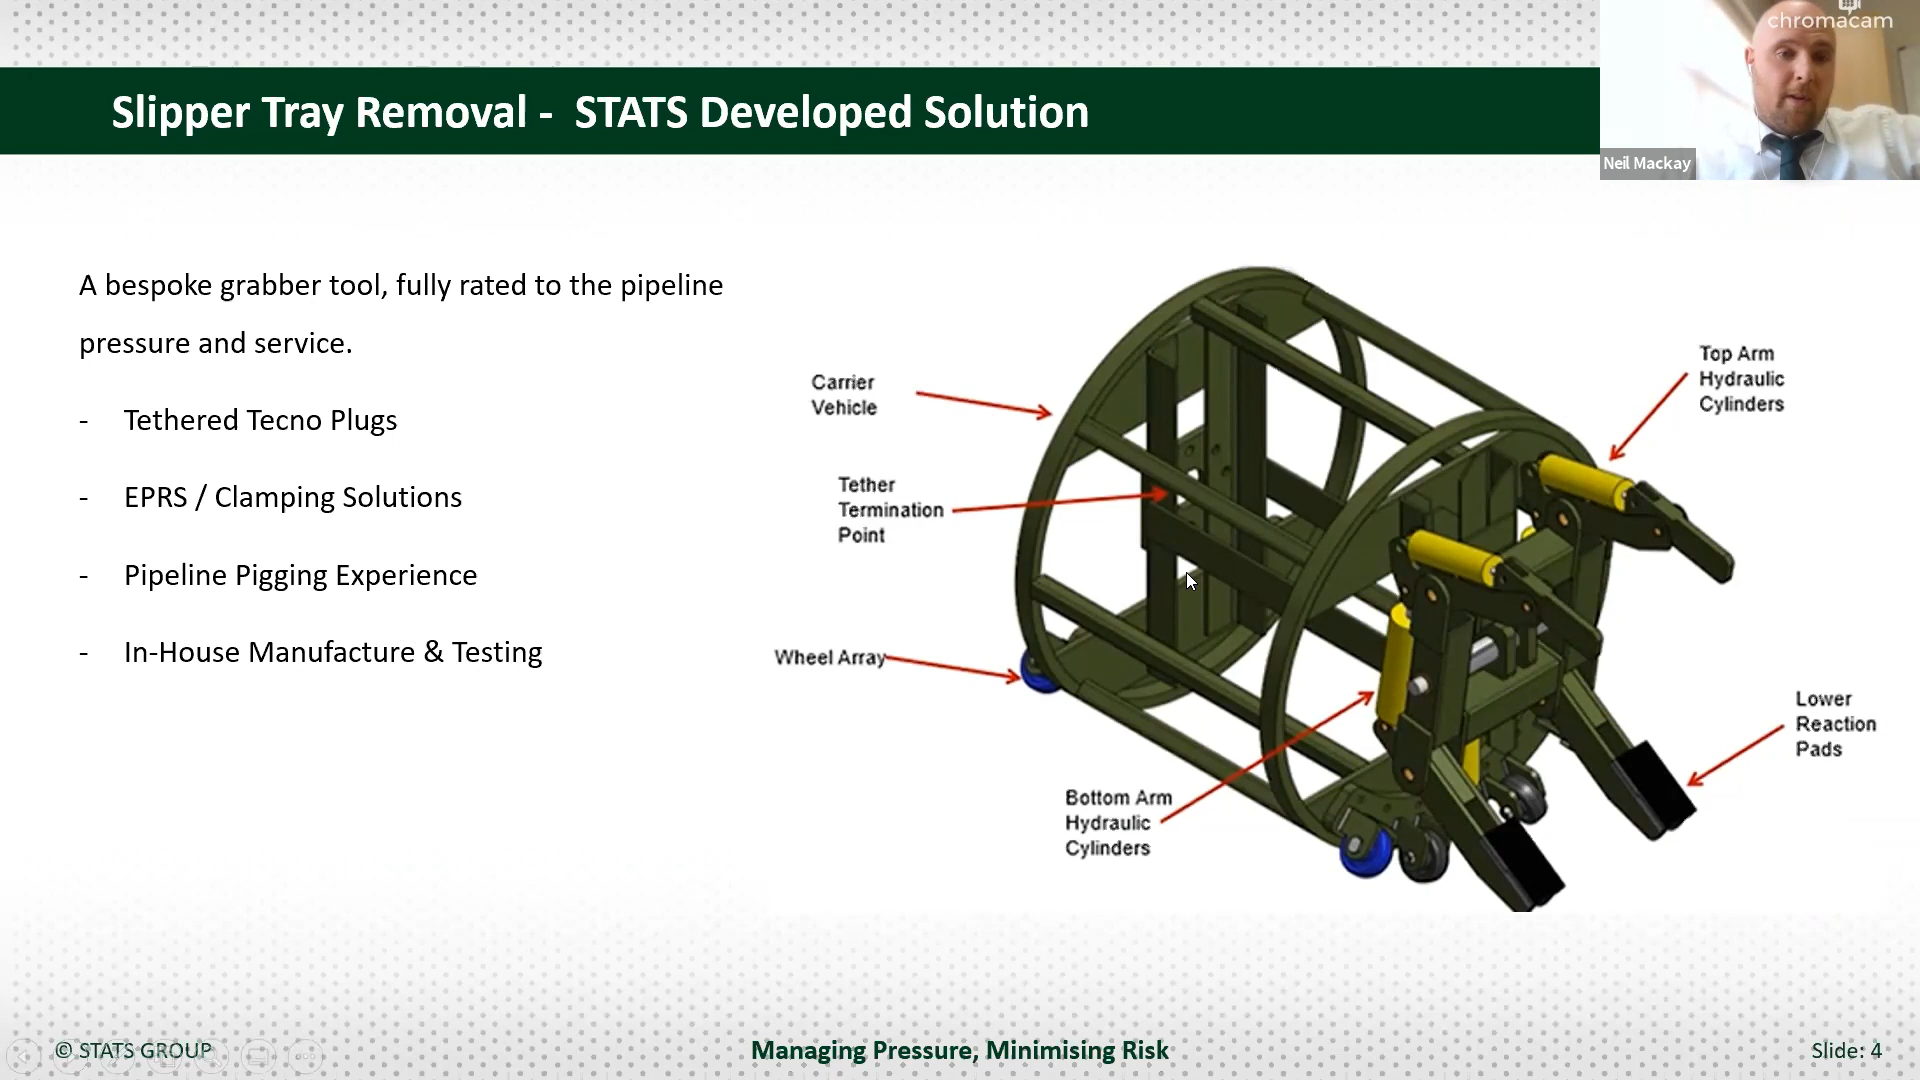 chromacam
Slipper Tray Removal -  STATS Developed Solution
Neil Mackay
A bespoke grabber tool, fully rated to the pipeline
pressure and service.
- Tethered Tecno Plugs
- EPRS / Clamping Solutions
- Pipeline Pigging Experience
- In-House Manufacture & Testing
Carrier
Vehicle
Tether
Termination
Point
Wheel Array
Bottom Arm
Hydraulic
Cylinders
Top Arm
Hydraulic
Cylinders
Lower
Reaction
Pads
© STATS GROUP
Managing Pressure, Minimising Risk
Slide: 4